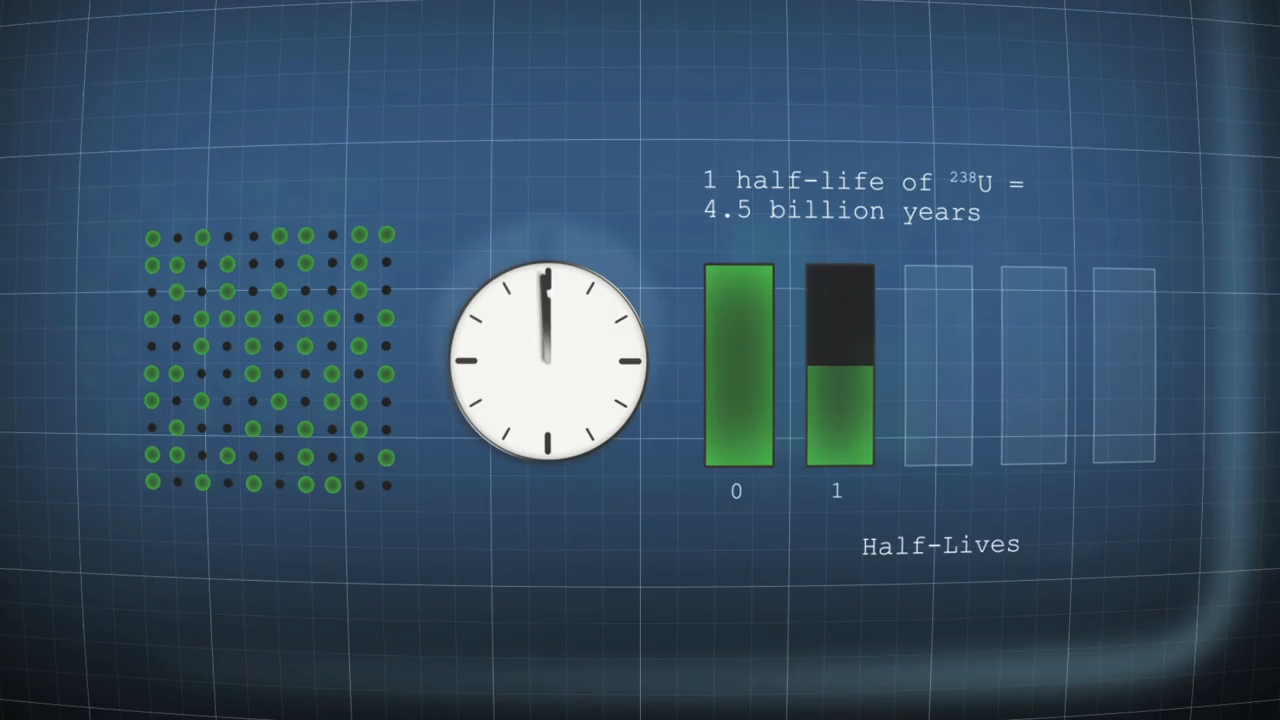 1 half-life of ²³⁸U =
4.5 billion years
0
1
Half-Lives